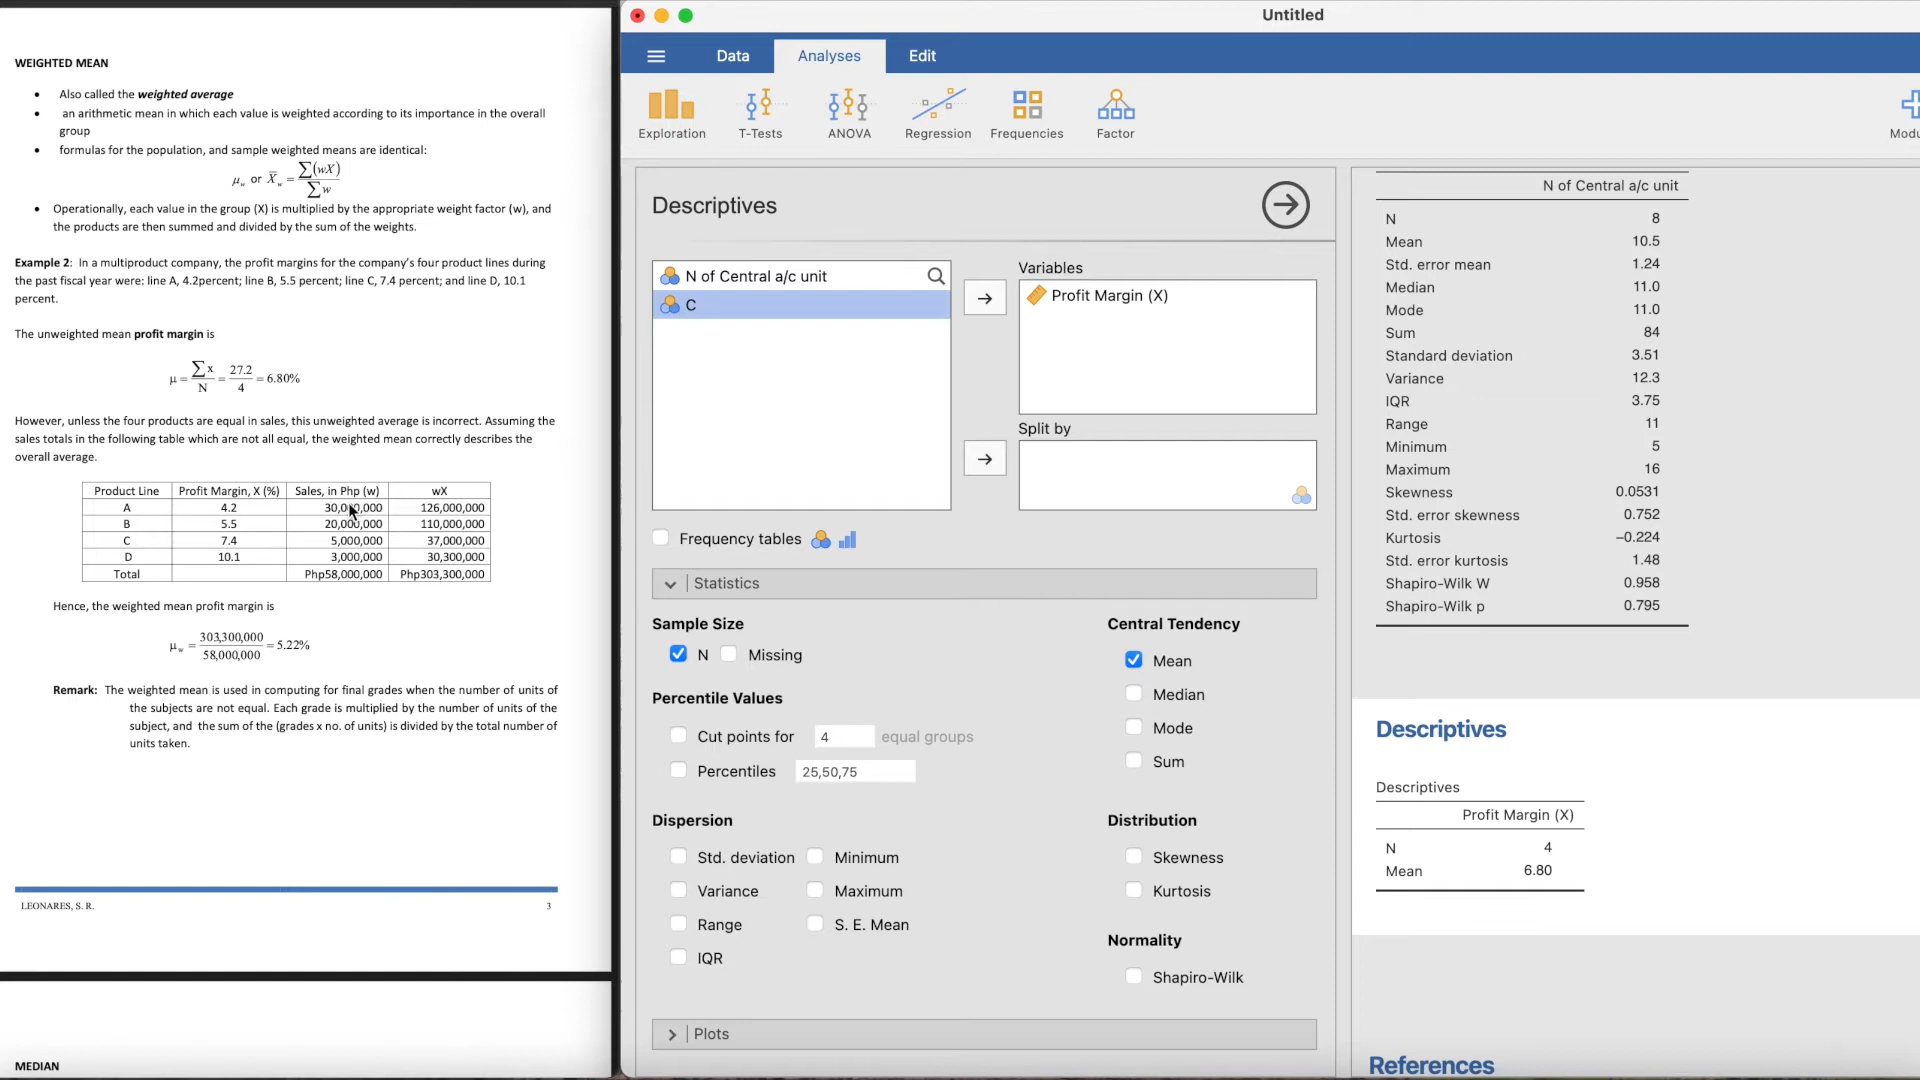 WEIGHTED MEAN
• Also called the weighted average
• an arithmetic mean in which each value is weighted according to its importance in the overall
group
• formulas for the population, and sample weighted means are identical:
μw or X̄w = ∑(wX) / ∑w
• Operationally, each value in the group (X) is multiplied by the appropriate weight factor (w), and
the products are then summed and divided by the sum of the weights.
Example 2: In a multiproduct company, the profit margins for the company's four product lines during
the past fiscal year were: line A, 4.2percent; line B, 5.5 percent; line C, 7.4 percent; and line D, 10.1
percent.
The unweighted mean profit margin is
μ = ∑x / N = 27.2 / 4 = 6.80%
However, unless the four products are equal in sales, this unweighted average is incorrect. Assuming the
sales totals in the following table which are not all equal, the weighted mean correctly describes the
overall average.
Product Line Profit Margin, X (%) Sales, in Php (w) wX
A 4.2 30,000,000 126,000,000
B 5.5 20,000,000 110,000,000
C 7.4 5,000,000 37,000,000
D 10.1 3,000,000 30,300,000
Total Php58,000,000 Php303,300,000
Hence, the weighted mean profit margin is
μw = 303,300,000 / 58,000,000 = 5.22%
Remark: The weighted mean is used in computing for final grades when the number of units of
the subjects are not equal. Each grade is multiplied by the number of units of the
subject, and the sum of the (grades x no. of units) is divided by the total number of
units taken.
LEONARES, S. R. 3
MEDIAN
Untitled
Data Analyses Edit
Exploration T-Tests ANOVA Regression Frequencies Factor Modu
Descriptives
N of Central a/c unit
C
Variables
Profit Margin (X)
Split by
Frequency tables
Statistics
Sample Size
N Missing
Percentile Values
Cut points for 4 equal groups
Percentiles 25,50,75
Central Tendency
Mean
Median
Mode
Sum
Dispersion
Std. deviation Minimum
Variance Maximum
Range S. E. Mean
IQR
Distribution
Skewness
Kurtosis
Normality
Shapiro-Wilk
Plots
N of Central a/c unit
N 8
Mean 10.5
Std. error mean 1.24
Median 11.0
Mode 11.0
Sum 84
Standard deviation 3.51
Variance 12.3
IQR 3.75
Range 11
Minimum 5
Maximum 16
Skewness 0.0531
Std. error skewness 0.752
Kurtosis −0.224
Std. error kurtosis 1.48
Shapiro-Wilk W 0.958
Shapiro-Wilk p 0.795
Descriptives
Descriptives
Profit Margin (X)
N 4
Mean 6.80
References